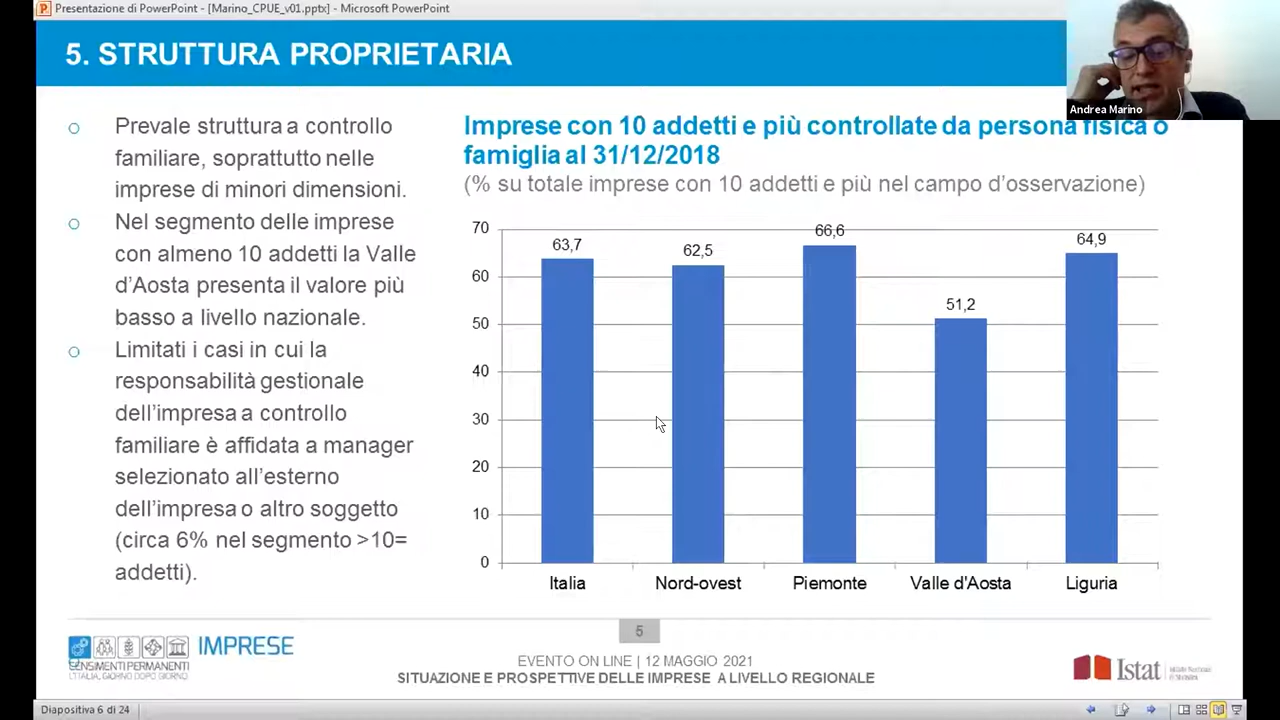 Presentazione di PowerPoint - [Marino_CPUE_v01.pptx] - Microsoft PowerPoint
5. STRUTTURA PROPRIETARIA
Andrea Marino
Prevale struttura a controllo
familiare, soprattutto nelle
imprese di minori dimensioni.
Nel segmento delle imprese
con almeno 10 addetti la Valle
d’Aosta presenta il valore più
basso a livello nazionale.
Limitati i casi in cui la
responsabilità gestionale
dell’impresa a controllo
familiare è affidata a manager
selezionato all’esterno
dell’impresa o altro soggetto
(circa 6% nel segmento >10=
addetti).
Imprese con 10 addetti e più controllate da persona fisica o
famiglia al 31/12/2018
(% su totale imprese con 10 addetti e più nel campo d’osservazione)
70
60
50
40
30
20
10
0
63,7
62,5
66,6
51,2
64,9
Italia
Nord-ovest
Piemonte
Valle d'Aosta
Liguria
IMPRESE
CENSIMENTI PERMANENTI
L'ITALIA, GIORNO DOPO GIORNO
5
EVENTO ON LINE | 12 MAGGIO 2021
SITUAZIONE E PROSPETTIVE DELLE IMPRESE A LIVELLO REGIONALE
Istat
Diapositiva 6 di 24